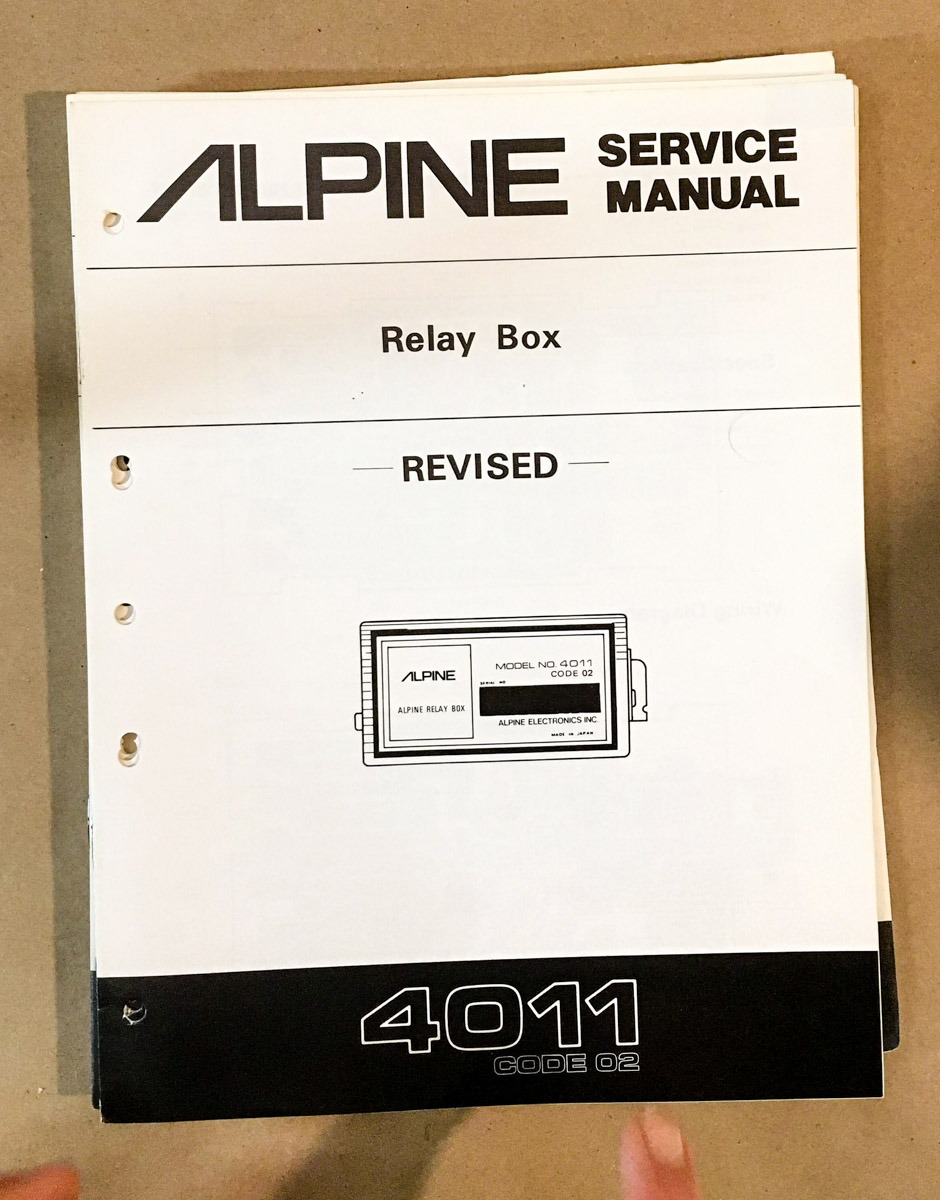 ALPINE
SERVICE
MANUAL
Relay Box
REVISED
ALPINE
ALPINE RELAY BOX
MODEL NO. 4011
CODE 02
SERIAL NO
ALPINE ELECTRONICS INC.
MADE IN JAPAN
4011
CODE 02